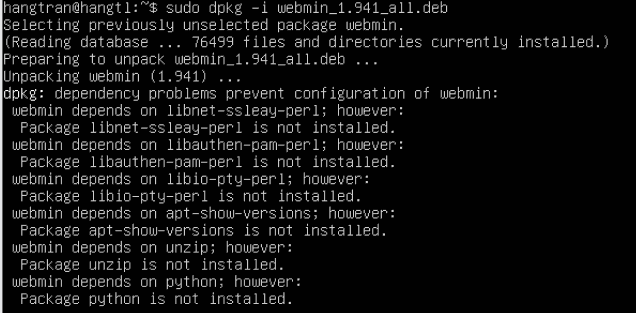 hangtran@hangtl:~$ sudo dpkg -i webmin_1.941_all.deb
Selecting previously unselected package webmin.
(Reading database ... 76499 files and directories currently installed.)
Preparing to unpack webmin_1.941_all.deb ...
Unpacking webmin (1.941) ...
dpkg: dependency problems prevent configuration of webmin:
 webmin depends on libnet-ssleay-perl; however:
  Package libnet-ssleay-perl is not installed.
 webmin depends on libauthen-pam-perl; however:
  Package libauthen-pam-perl is not installed.
 webmin depends on libio-pty-perl; however:
  Package libio-pty-perl is not installed.
 webmin depends on apt-show-versions; however:
  Package apt-show-versions is not installed.
 webmin depends on unzip; however:
  Package unzip is not installed.
 webmin depends on python; however:
  Package python is not installed.